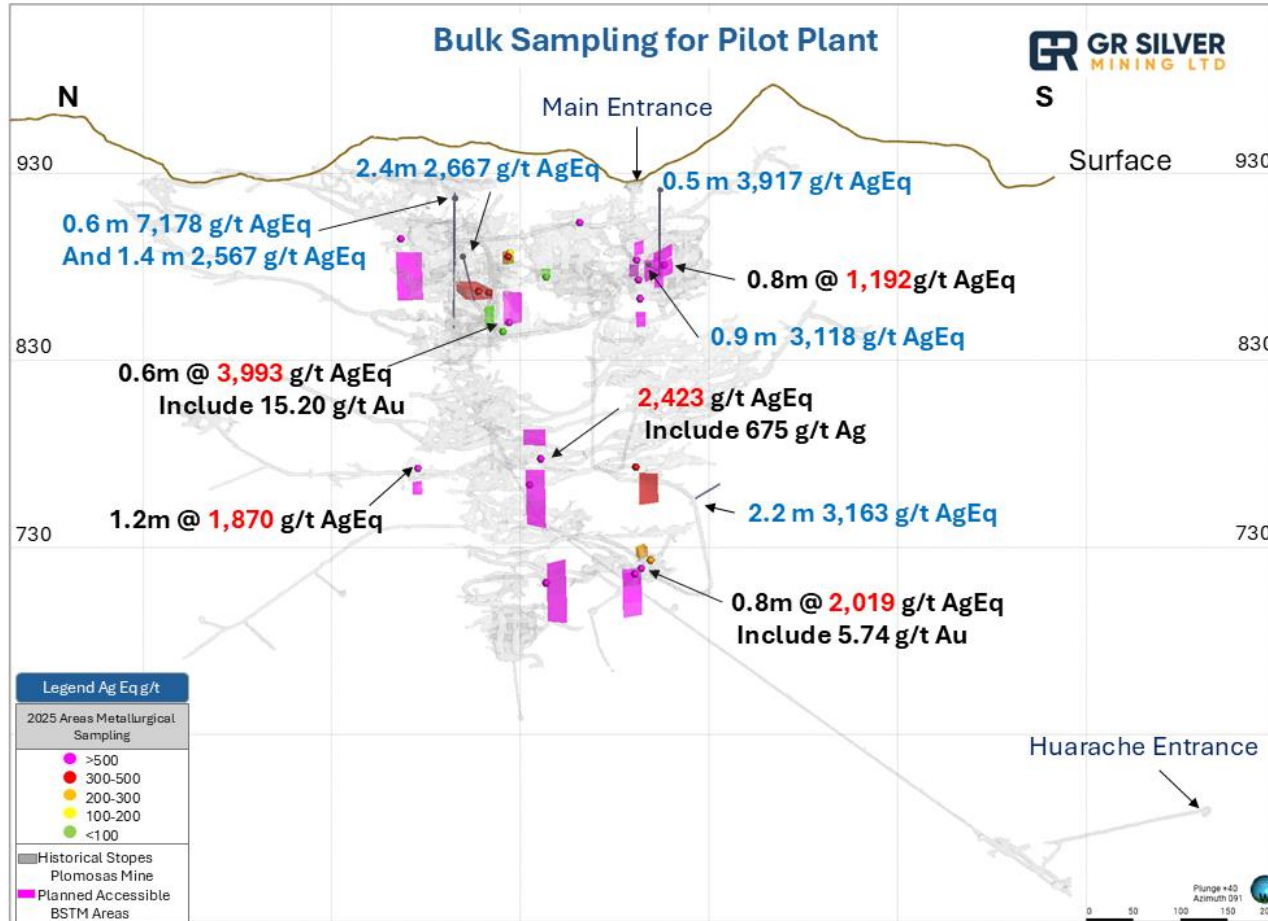 Bulk Sampling for Pilot Plant
GR GR SILVER
MINING LTD
N
Main Entrance
S
930
Surface
930
2.4m 2,667 g/t AgEq
0.5 m 3,917 g/t AgEq
0.6 m 7,178 g/t AgEq
And 1.4 m 2,567 g/t AgEq
0.8m @ 1,192g/t AgEq
0.9 m 3,118 g/t AgEq
830
830
0.6m @ 3,993 g/t AgEq
Include 15.20 g/t Au
2,423 g/t AgEq
Include 675 g/t Ag
1.2m @ 1,870 g/t AgEq
2.2 m 3,163 g/t AgEq
730
730
0.8m @ 2,019 g/t AgEq
Include 5.74 g/t Au
Legend Ag Eq g/t
2025 Areas Metallurgical
Sampling
>500
300-500
200-300
100-200
<100
Historical Stopes
Plomosas Mine
Planned Accessible
BSTM Areas
Huarache Entrance
Plunge +40
Azimuth 091
0 50 100 150